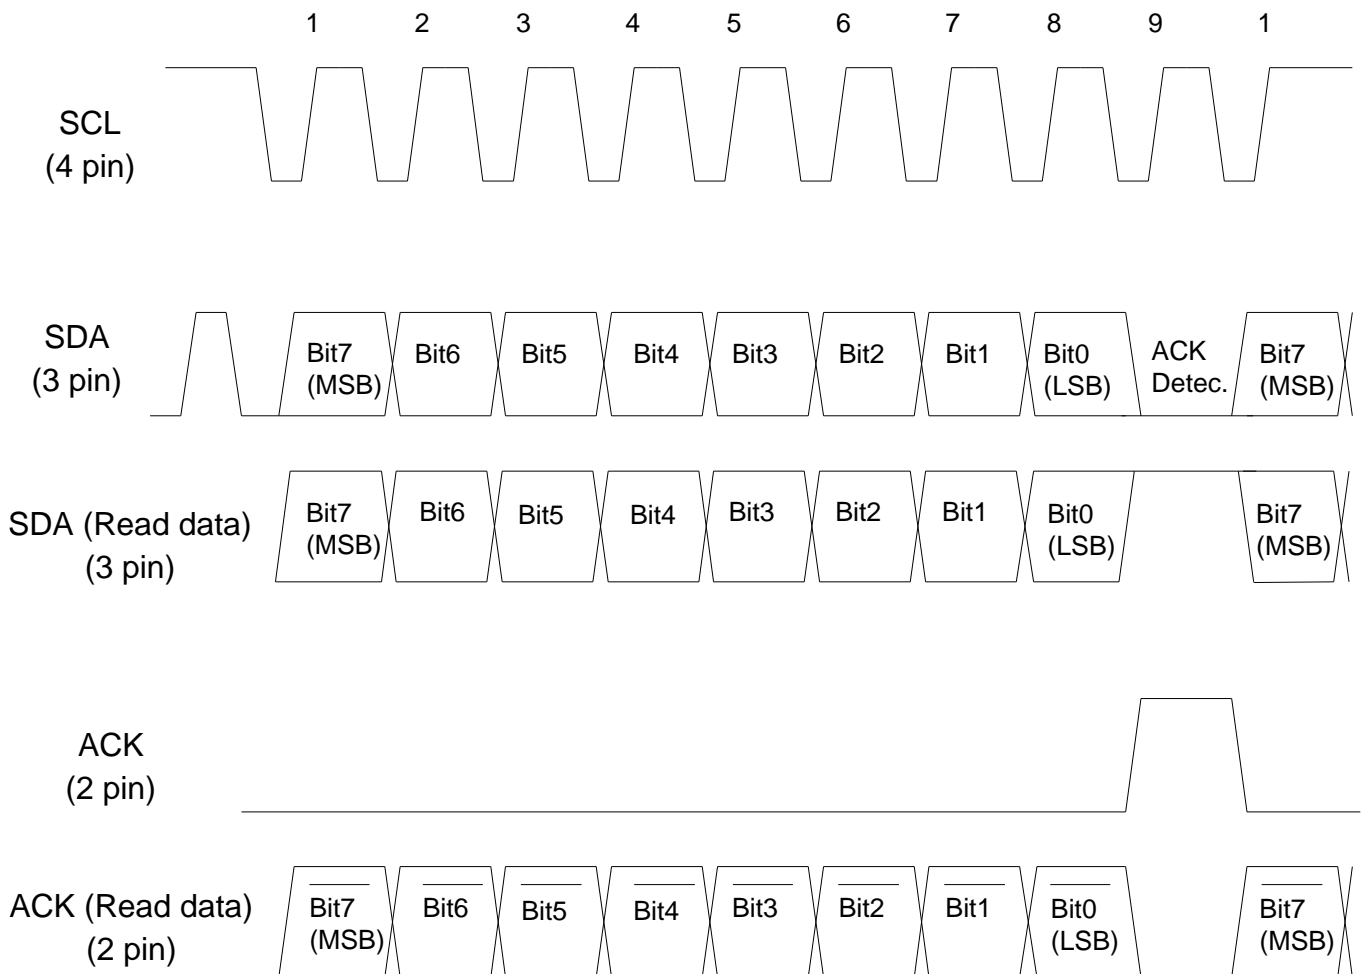 1 2 3 4 5 6 7 8 9 1
SCL
(4 pin)
SDA
(3 pin)
Bit7
(MSB)
Bit6
Bit5
Bit4
Bit3
Bit2
Bit1
Bit0
(LSB)
ACK
Detec.
Bit7
(MSB)
SDA (Read data)
(3 pin)
Bit7
(MSB)
Bit6
Bit5
Bit4
Bit3
Bit2
Bit1
Bit0
(LSB)
Bit7
(MSB)
ACK
(2 pin)
ACK (Read data)
(2 pin)
Bit7
(MSB)
Bit6
Bit5
Bit4
Bit3
Bit2
Bit1
Bit0
(LSB)
Bit7
(MSB)